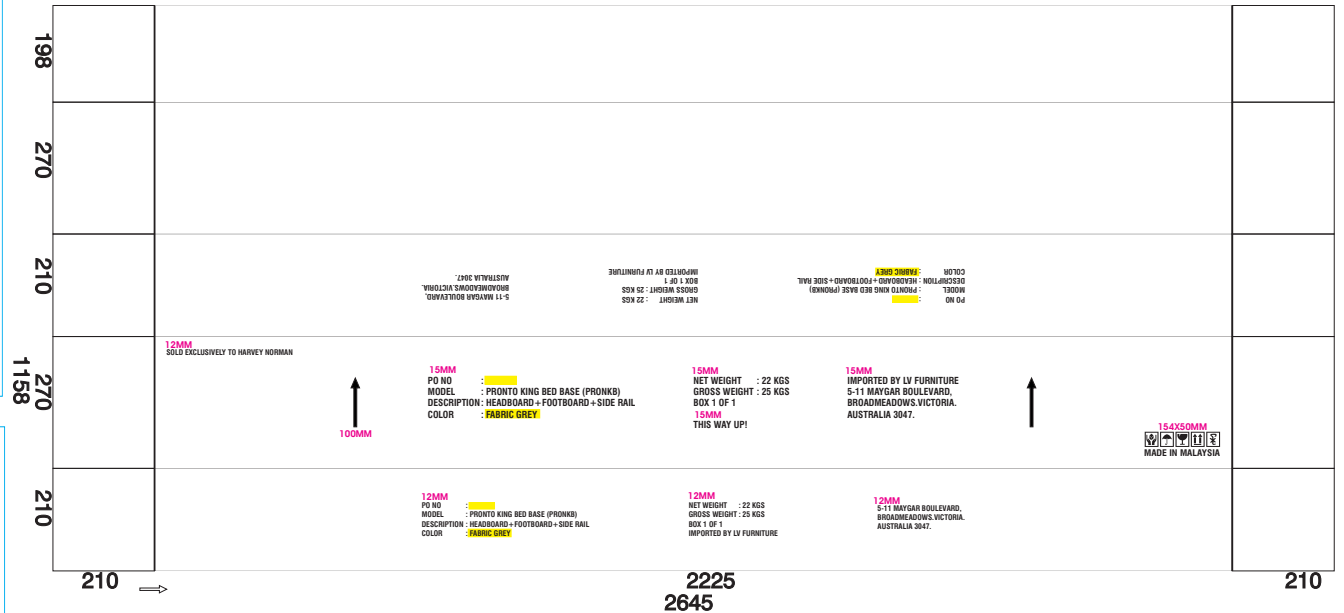 198
270
210
270
1158
210
5-11 MAYGAR BOULEVARD,
BROADMEADOWS.VICTORIA.
AUSTRALIA 3047.
NET WEIGHT : 22 KGS
GROSS WEIGHT : 25 KGS
BOX 1 OF 1
IMPORTED BY LV FURNITURE
PO NO :
MODEL : PRONTO KING BED BASE (PRONKB)
DESCRIPTION : HEADBOARD+FOOTBOARD+SIDE RAIL
COLOR : FABRIC GREY
12MM
SOLD EXCLUSIVELY TO HARVEY NORMAN
100MM
15MM
PO NO :
MODEL : PRONTO KING BED BASE (PRONKB)
DESCRIPTION : HEADBOARD+FOOTBOARD+SIDE RAIL
COLOR : FABRIC GREY
15MM
NET WEIGHT : 22 KGS
GROSS WEIGHT : 25 KGS
BOX 1 OF 1
15MM
THIS WAY UP!
15MM
IMPORTED BY LV FURNITURE
5-11 MAYGAR BOULEVARD,
BROADMEADOWS.VICTORIA.
AUSTRALIA 3047.
154X50MM
MADE IN MALAYSIA
12MM
PO NO :
MODEL : PRONTO KING BED BASE (PRONKB)
DESCRIPTION : HEADBOARD+FOOTBOARD+SIDE RAIL
COLOR : FABRIC GREY
12MM
NET WEIGHT : 22 KGS
GROSS WEIGHT : 25 KGS
BOX 1 OF 1
IMPORTED BY LV FURNITURE
12MM
5-11 MAYGAR BOULEVARD,
BROADMEADOWS.VICTORIA.
AUSTRALIA 3047.
210
2225
210
2645